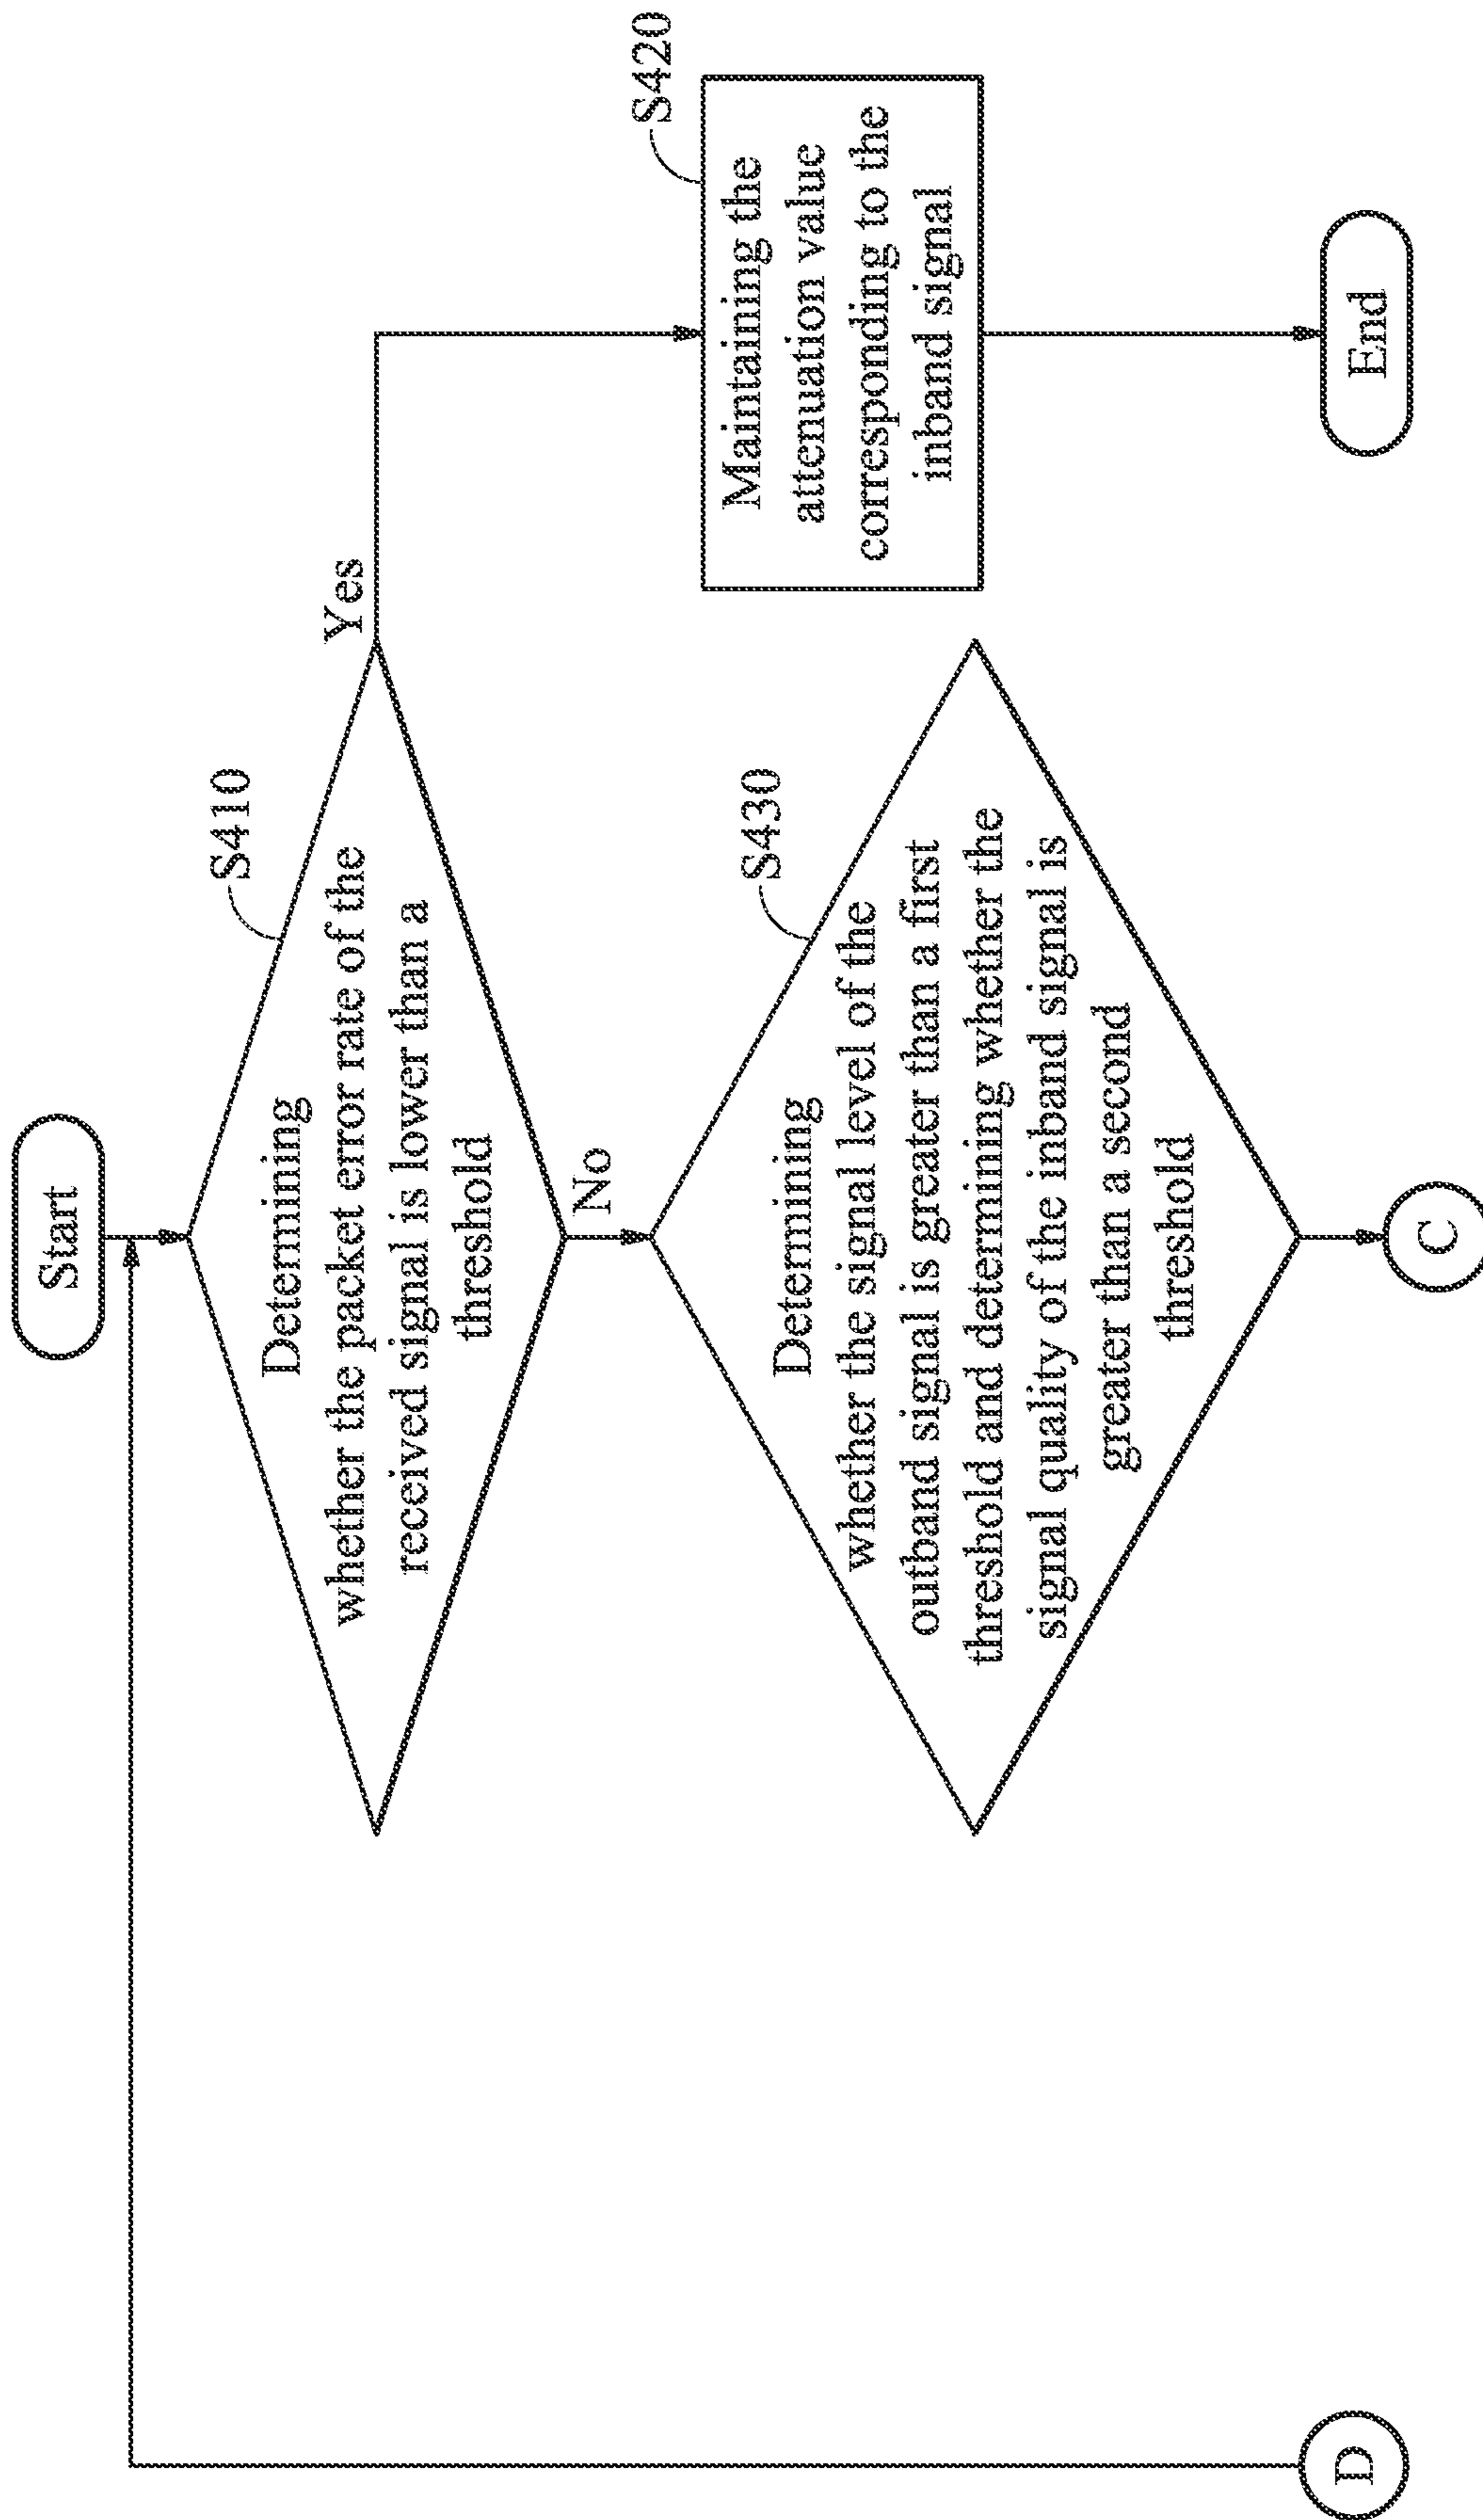 Start
S410
Determining
whether the packet error rate of the
received signal is lower than a
threshold
Yes
No
S420
Maintaining the
attenuation value
corresponding to the
inband signal
S430
Determining
whether the signal level of the
outband signal is greater than a first
threshold and determining whether the
signal quality of the inband signal is
greater than a second
threshold
End
D
C